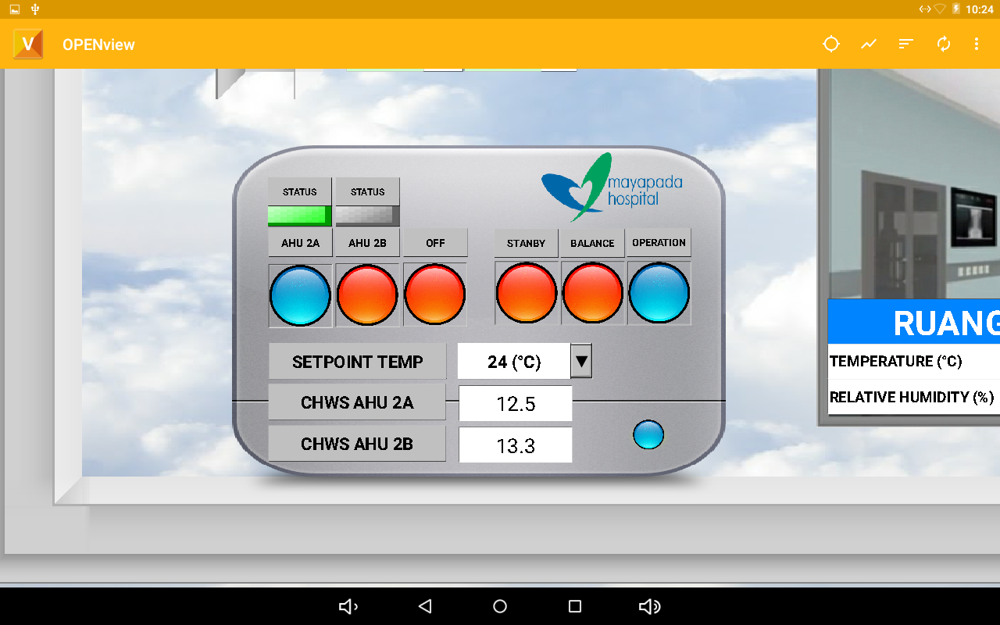 10:24
V OPENview
mayapada
hospital
STATUS STATUS
AHU 2A AHU 2B OFF STANBY BALANCE OPERATION
SETPOINT TEMP 24 (°C) ▼
CHWS AHU 2A 12.5
CHWS AHU 2B 13.3
RUANG
TEMPERATURE (°C)
RELATIVE HUMIDITY (%)